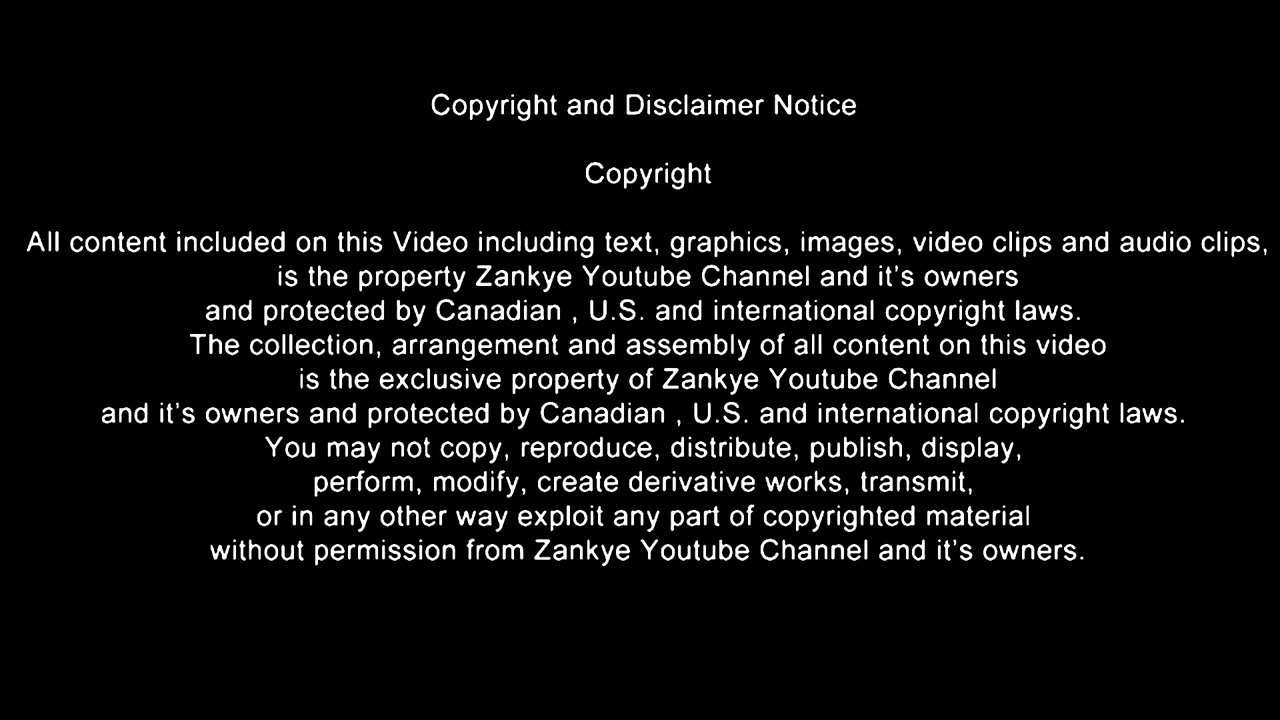 Copyright and Disclaimer Notice
Copyright
All content included on this Video including text, graphics, images, video clips and audio clips,
is the property Zankye Youtube Channel and it's owners
and protected by Canadian , U.S. and international copyright laws.
The collection, arrangement and assembly of all content on this video
is the exclusive property of Zankye Youtube Channel
and it's owners and protected by Canadian , U.S. and international copyright laws.
You may not copy, reproduce, distribute, publish, display,
perform, modify, create derivative works, transmit,
or in any other way exploit any part of copyrighted material
without permission from Zankye Youtube Channel and it's owners.